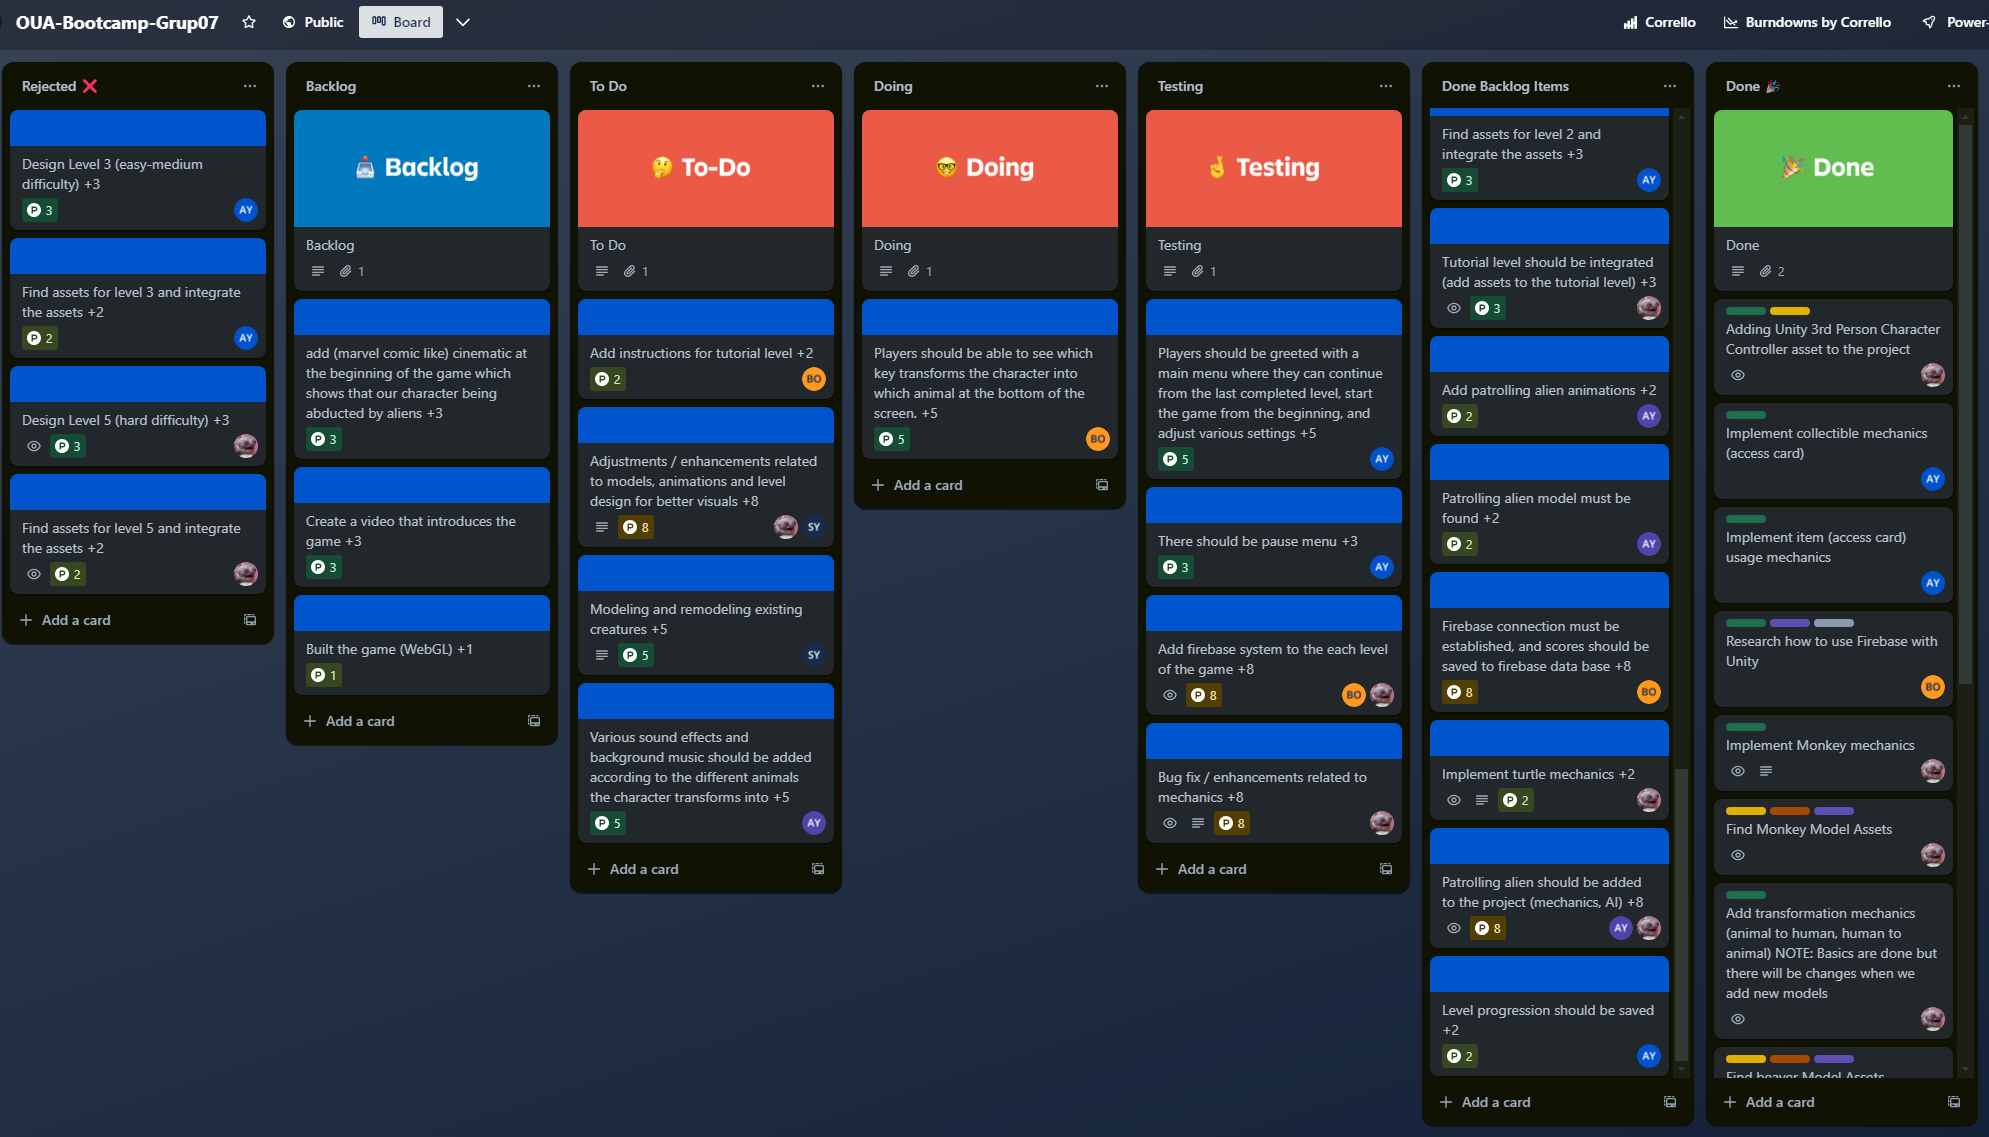 OUA-Bootcamp-Grup07
Public
Board
Corrello
Burndowns by Corrello
Power-
Rejected ❌
Design Level 3 (easy-medium
difficulty) +3
P 3
AY
Find assets for level 3 and integrate
the assets +2
P 2
AY
Design Level 5 (hard difficulty) +3
P 3
Find assets for level 5 and integrate
the assets +2
P 2
+ Add a card
Backlog
Backlog
Backlog
1
add (marvel comic like) cinematic at
the beginning of the game which
shows that our character being
abducted by aliens +3
P 3
Create a video that introduces the
game +3
P 3
Built the game (WebGL) +1
P 1
+ Add a card
To Do
🤔 To-Do
To Do
1
Add instructions for tutorial level +2
P 2
BO
Adjustments / enhancements related
to models, animations and level
design for better visuals +8
P 8
SY
Modeling and remodeling existing
creatures +5
P 5
SY
Various sound effects and
background music should be added
according to the different animals
the character transforms into +5
P 5
AY
+ Add a card
Doing
🤓 Doing
Doing
1
Players should be able to see which
key transforms the character into
which animal at the bottom of the
screen. +5
P 5
BO
+ Add a card
Testing
🤞 Testing
Testing
1
Players should be greeted with a
main menu where they can continue
from the last completed level, start
the game from the beginning, and
adjust various settings +5
P 5
AY
There should be pause menu +3
P 3
AY
Add firebase system to the each level
of the game +8
P 8
BO
Bug fix / enhancements related to
mechanics +8
P 8
+ Add a card
Done Backlog Items
Find assets for level 2 and
integrate the assets +3
P 3
AY
Tutorial level should be integrated
(add assets to the tutorial level) +3
P 3
Add patrolling alien animations +2
P 2
AY
Patrolling alien model must be
found +2
P 2
AY
Firebase connection must be
established, and scores should be
saved to firebase data base +8
P 8
BO
Implement turtle mechanics +2
P 2
Patrolling alien should be added
to the project (mechanics, AI) +8
P 8
AY
Level progression should be saved
+2
P 2
AY
+ Add a card
Done 🎉
🎉 Done
Done
2
Adding Unity 3rd Person Character
Controller asset to the project
Implement collectible mechanics
(access card)
AY
Implement item (access card)
usage mechanics
AY
Research how to use Firebase with
Unity
BO
Implement Monkey mechanics
Find Monkey Model Assets
Add transformation mechanics
(animal to human, human to
animal) NOTE: Basics are done but
there will be changes when we
add new models
Find beaver Model Assets
+ Add a card